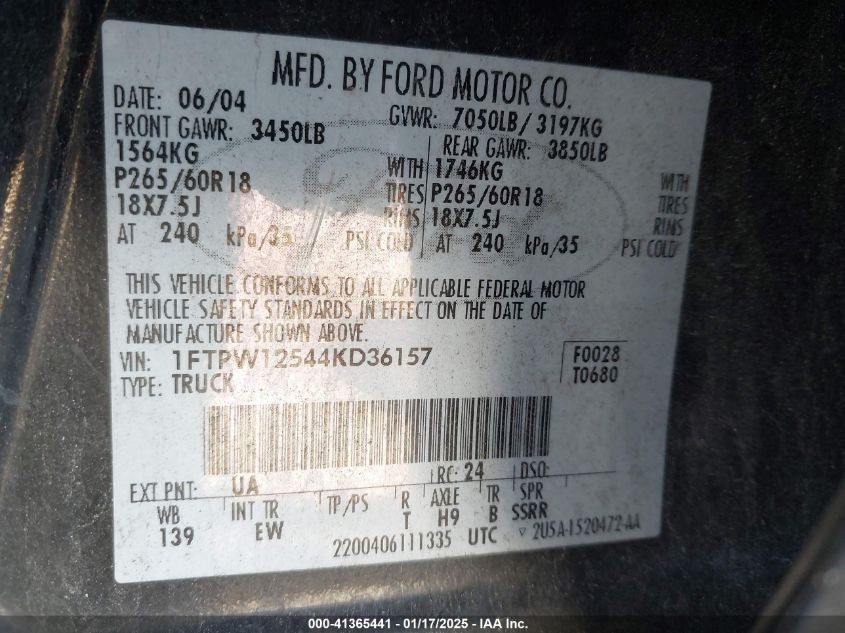 MFD. BY FORD MOTOR CO.
DATE: 06/04 GVWR: 7050LB/ 3197KG
FRONT GAWR: 3450LB REAR GAWR: 3850LB
1564KG WITH 1746KG WITH
P265/60R18 TIRES P265/60R18 TIRES
18X7.5J RIMS 18X7.5J RIMS
AT 240 kPa/35 PSI COLD AT 240 kPa/35 PSI COLD
THIS VEHICLE CONFORMS TO ALL APPLICABLE FEDERAL MOTOR
VEHICLE SAFETY STANDARDS IN EFFECT ON THE DATE OF
MANUFACTURE SHOWN ABOVE.
VIN: 1FTPW12544KD36157 F0028
TYPE: TRUCK T0680
EXT PNT: UA RC: 24 DSO:
WB INT TR TP/PS R AXLE TR SPR
139 EW T H9 B SSRR
2200406111335 UTC ▽ 2U5A-1520472-AA
000-41365441 - 01/17/2025 - IAA Inc.